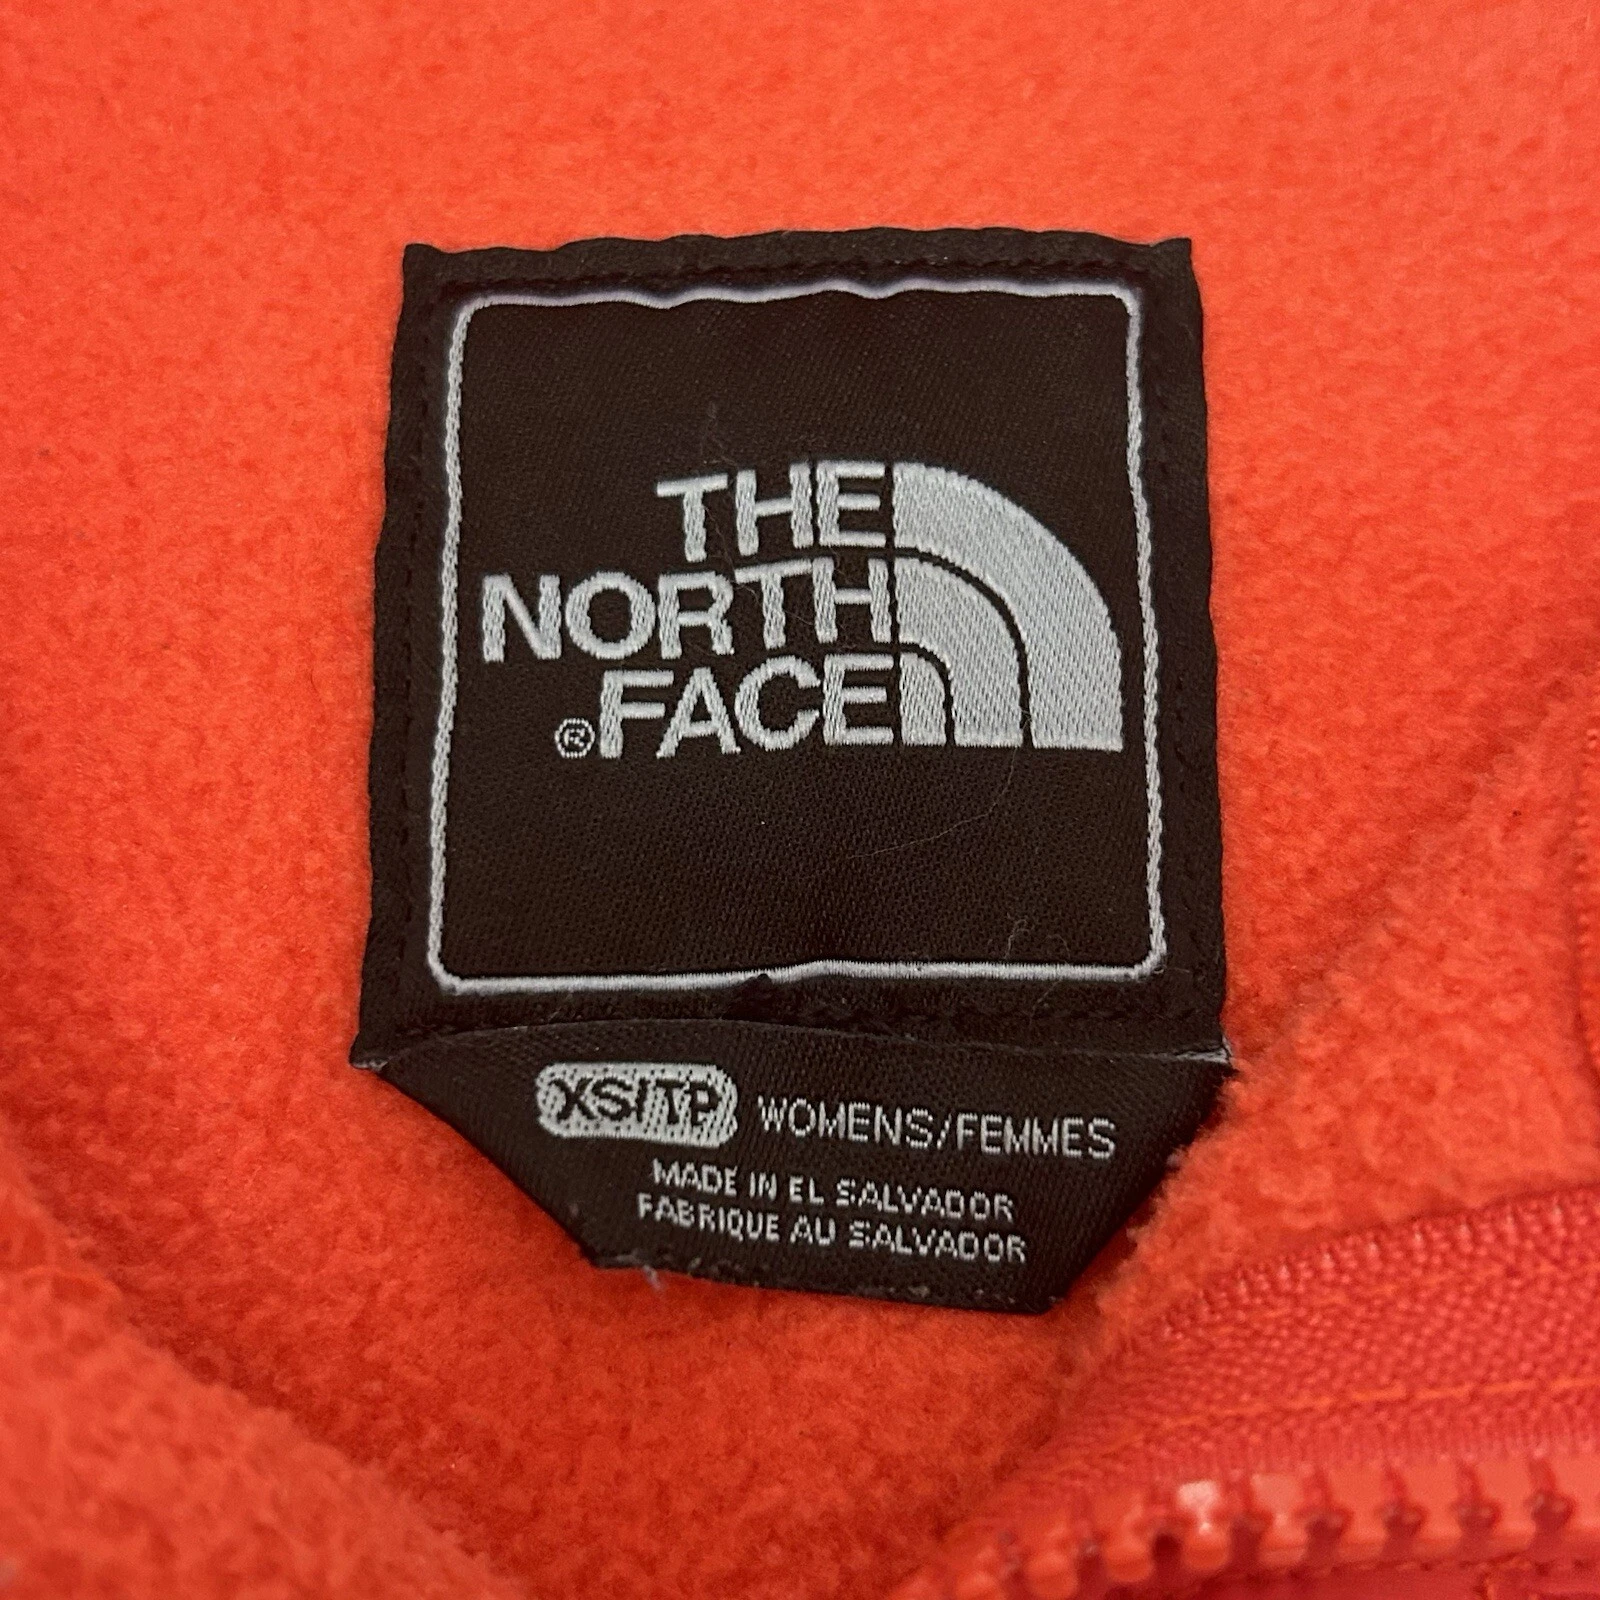 THE
NORTH
®FACE
XS/TP WOMENS/FEMMES
MADE IN EL SALVADOR
FABRIQUE AU SALVADOR